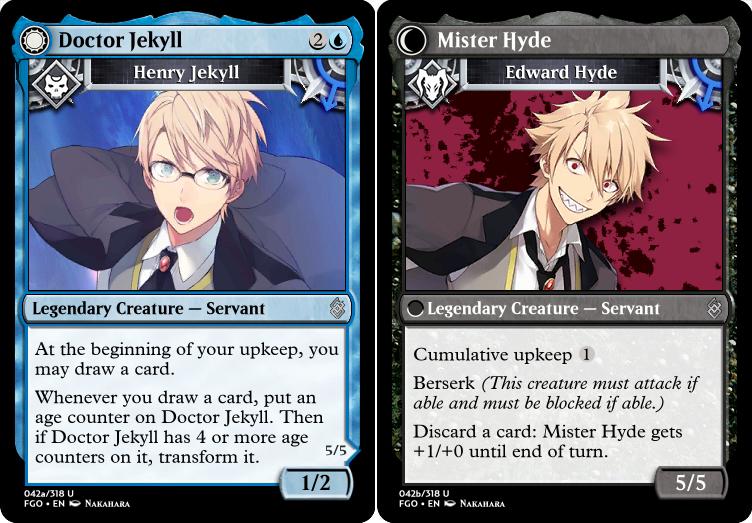 Doctor Jekyll 2
Henry Jekyll
Legendary Creature — Servant
At the beginning of your upkeep, you
may draw a card.
Whenever you draw a card, put an
age counter on Doctor Jekyll. Then
if Doctor Jekyll has 4 or more age
counters on it, transform it.
5/5
1/2
042a/318 U
FGO • EN Nakahara
Mister Hyde
Edward Hyde
Legendary Creature — Servant
Cumulative upkeep 1
Berserk (This creature must attack if
able and must be blocked if able.)
Discard a card: Mister Hyde gets
+1/+0 until end of turn.
5/5
042b/318 U
FGO • EN Nakahara